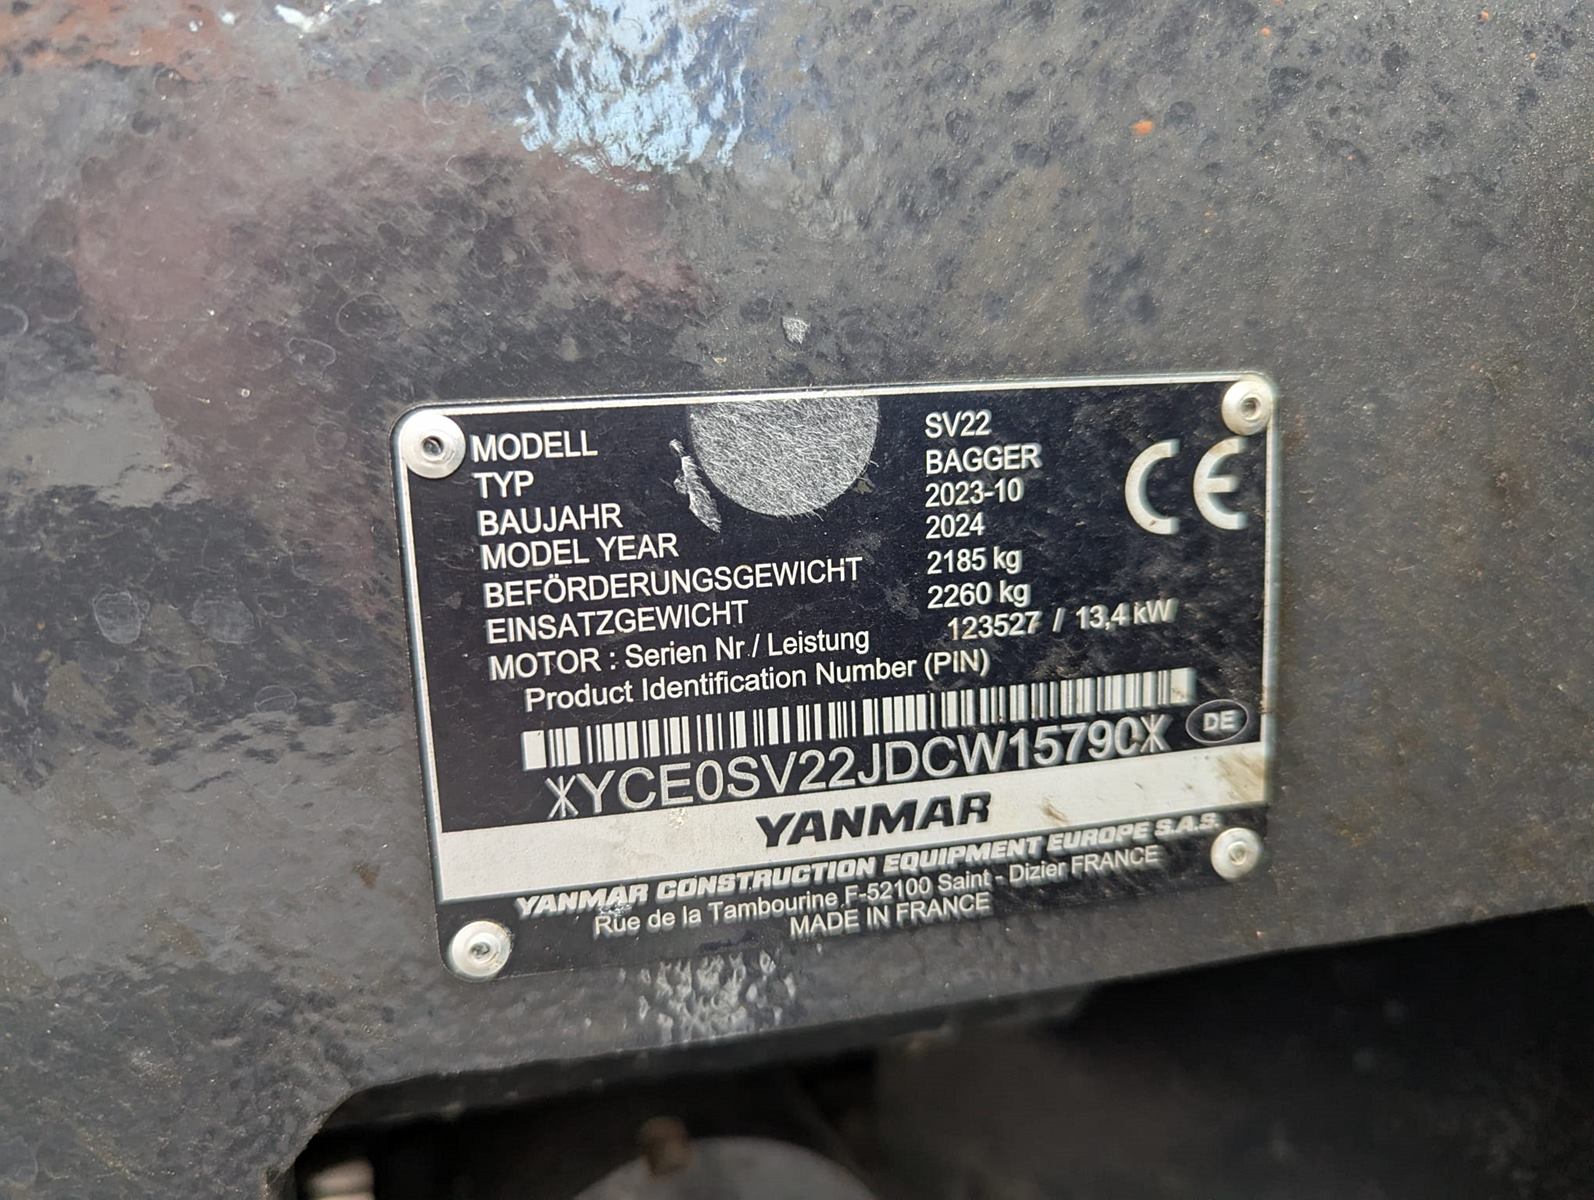 MODELL SV22
TYP BAGGER
BAUJAHR 2023-10
MODEL YEAR 2024
BEFÖRDERUNGSGEWICHT 2185 kg
EINSATZGEWICHT 2260 kg
MOTOR : Serien Nr / Leistung 123527 / 13,4 kW
Product Identification Number (PIN)
*YCE0SV22JDCW15790*
DE
CE
YANMAR
YANMAR CONSTRUCTION EQUIPMENT EUROPE S.A.S.
Rue de la Tambourine F-52100 Saint - Dizier FRANCE
MADE IN FRANCE